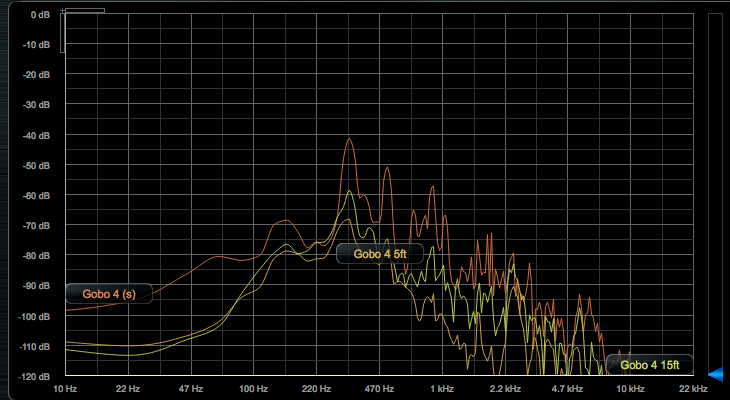 0 dB
-10 dB
-20 dB
-30 dB
-40 dB
-50 dB
-60 dB
-70 dB
-80 dB
Gobo 4 5ft
-90 dB
Gobo 4 (s)
-100 dB
-110 dB
Gobo 4 15ft
-120 dB
10 Hz 22 Hz 47 Hz 100 Hz 220 Hz 470 Hz 1 kHz 2.2 kHz 4.7 kHz 10 kHz 22 kHz